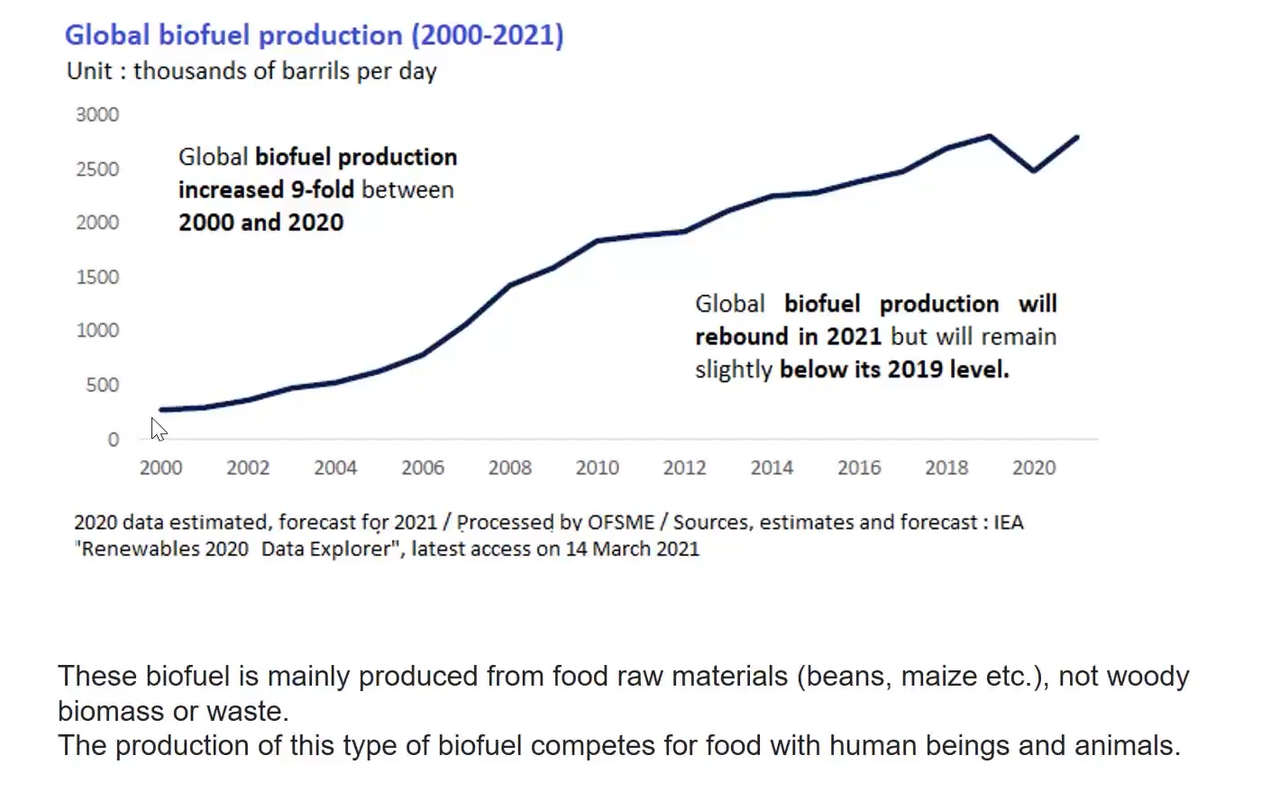 Global biofuel production (2000-2021)
Unit : thousands of barrils per day
3000
Global biofuel production
2500
increased 9-fold between
2000
2000 and 2020
1500
Global biofuel production will
1000
rebound in 2021 but will remain
slightly below its 2019 level.
500
0
2000 2002 2004 2006 2008 2010 2012 2014 2016 2018 2020
2020 data estimated, forecast for 2021 / Processed by OFSME / Sources, estimates and forecast : IEA
"Renewables 2020 Data Explorer", latest access on 14 March 2021
These biofuel is mainly produced from food raw materials (beans, maize etc.), not woody
biomass or waste.
The production of this type of biofuel competes for food with human beings and animals.